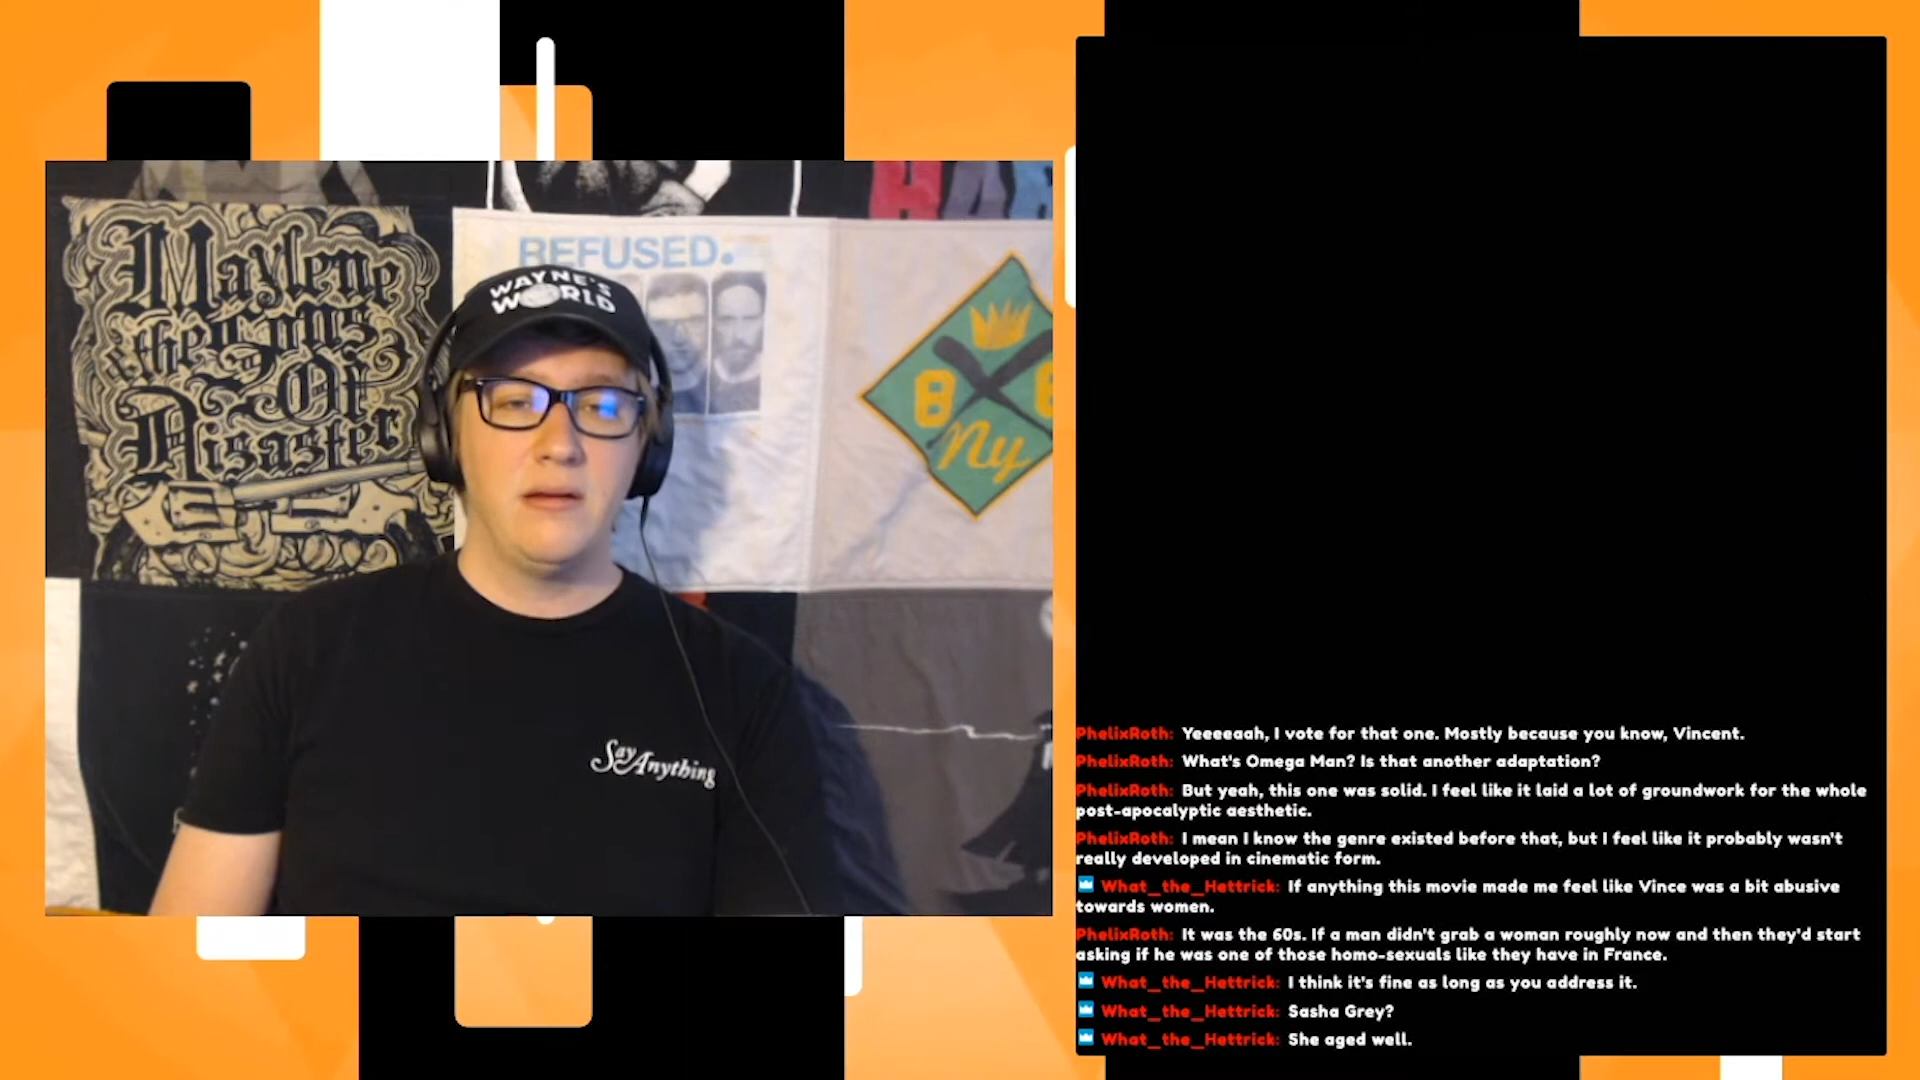 Maylene
& the Sons
Of
Disaster
REFUSED.
WAYNE'S
WORLD
B
Ny
Say Anything
PhelixRoth: Yeeeeaah, I vote for that one. Mostly because you know, Vincent.
PhelixRoth: What's Omega Man? Is that another adaptation?
PhelixRoth: But yeah, this one was solid. I feel like it laid a lot of groundwork for the whole
post-apocalyptic aesthetic.
PhelixRoth: I mean I know the genre existed before that, but I feel like it probably wasn't
really developed in cinematic form.
What_the_Hettrick: If anything this movie made me feel like Vince was a bit abusive
towards women.
PhelixRoth: It was the 60s. If a man didn't grab a woman roughly now and then they'd start
asking if he was one of those homo-sexuals like they have in France.
What_the_Hettrick: I think it's fine as long as you address it.
What_the_Hettrick: Sasha Grey?
What_the_Hettrick: She aged well.